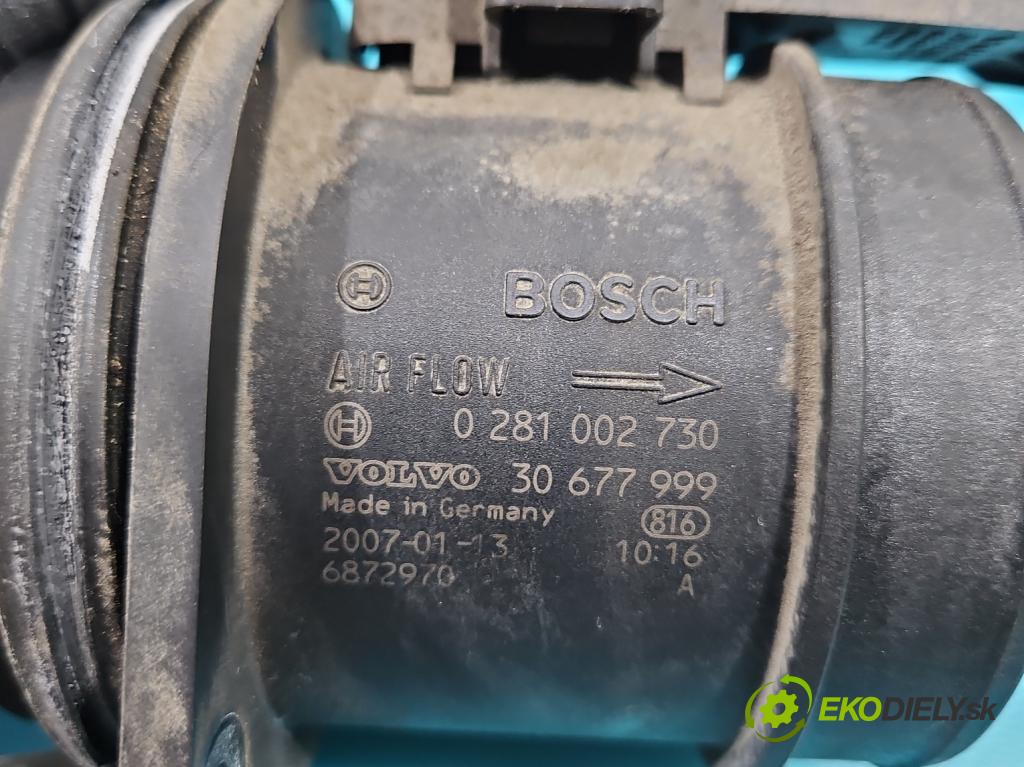 BOSCH
AIR FLOW
0 281 002 730
VOLVO 30 677 999
Made in Germany
816
2007-01-13 10:16
6872970 A
EKODIELY.sk